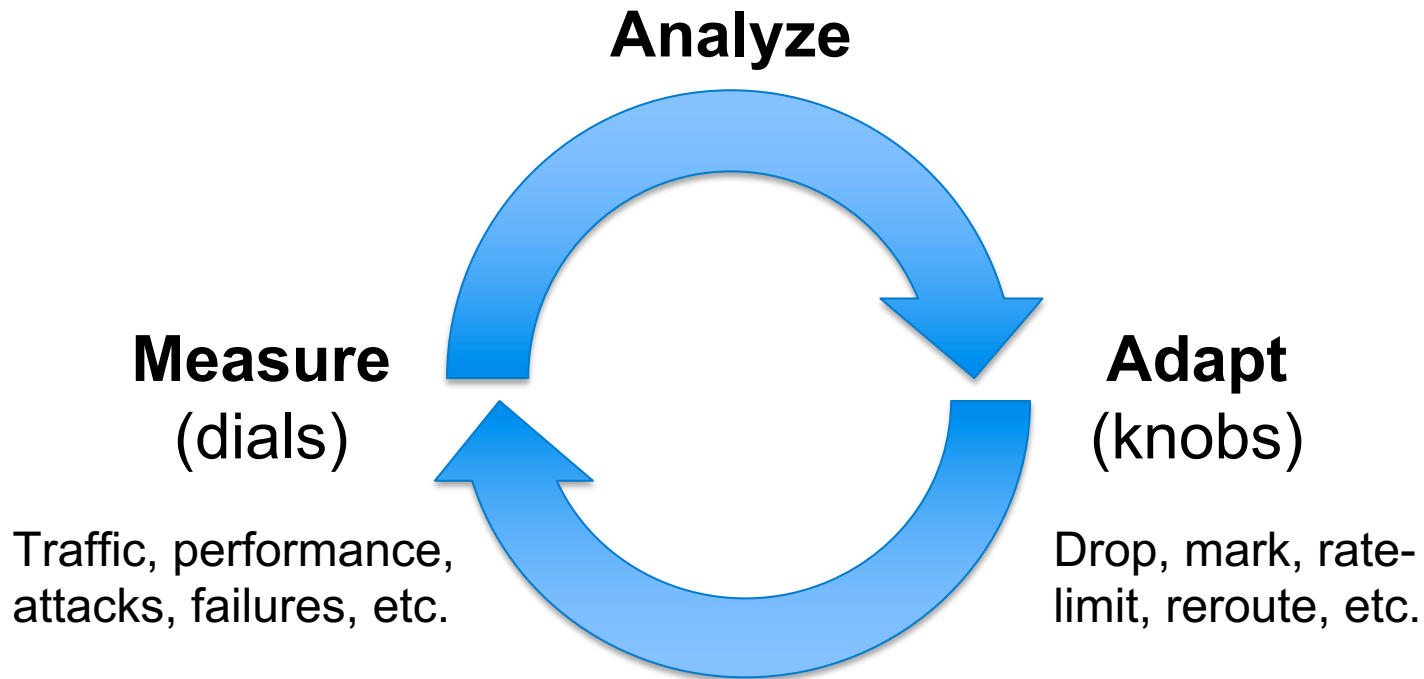 Analyze
Measure
(dials)
Traffic, performance,
attacks, failures, etc.
Adapt
(knobs)
Drop, mark, rate-
limit, reroute, etc.